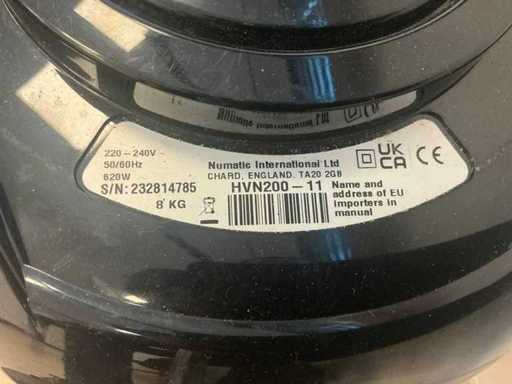 220-240V~
50/60Hz
620W
S/N: 232814785
8 KG
Numatic International Ltd
CHARD, ENGLAND. TA20 2GB
HVN200-11
UK
CA
CE
Name and
address of EU
importers in
manual